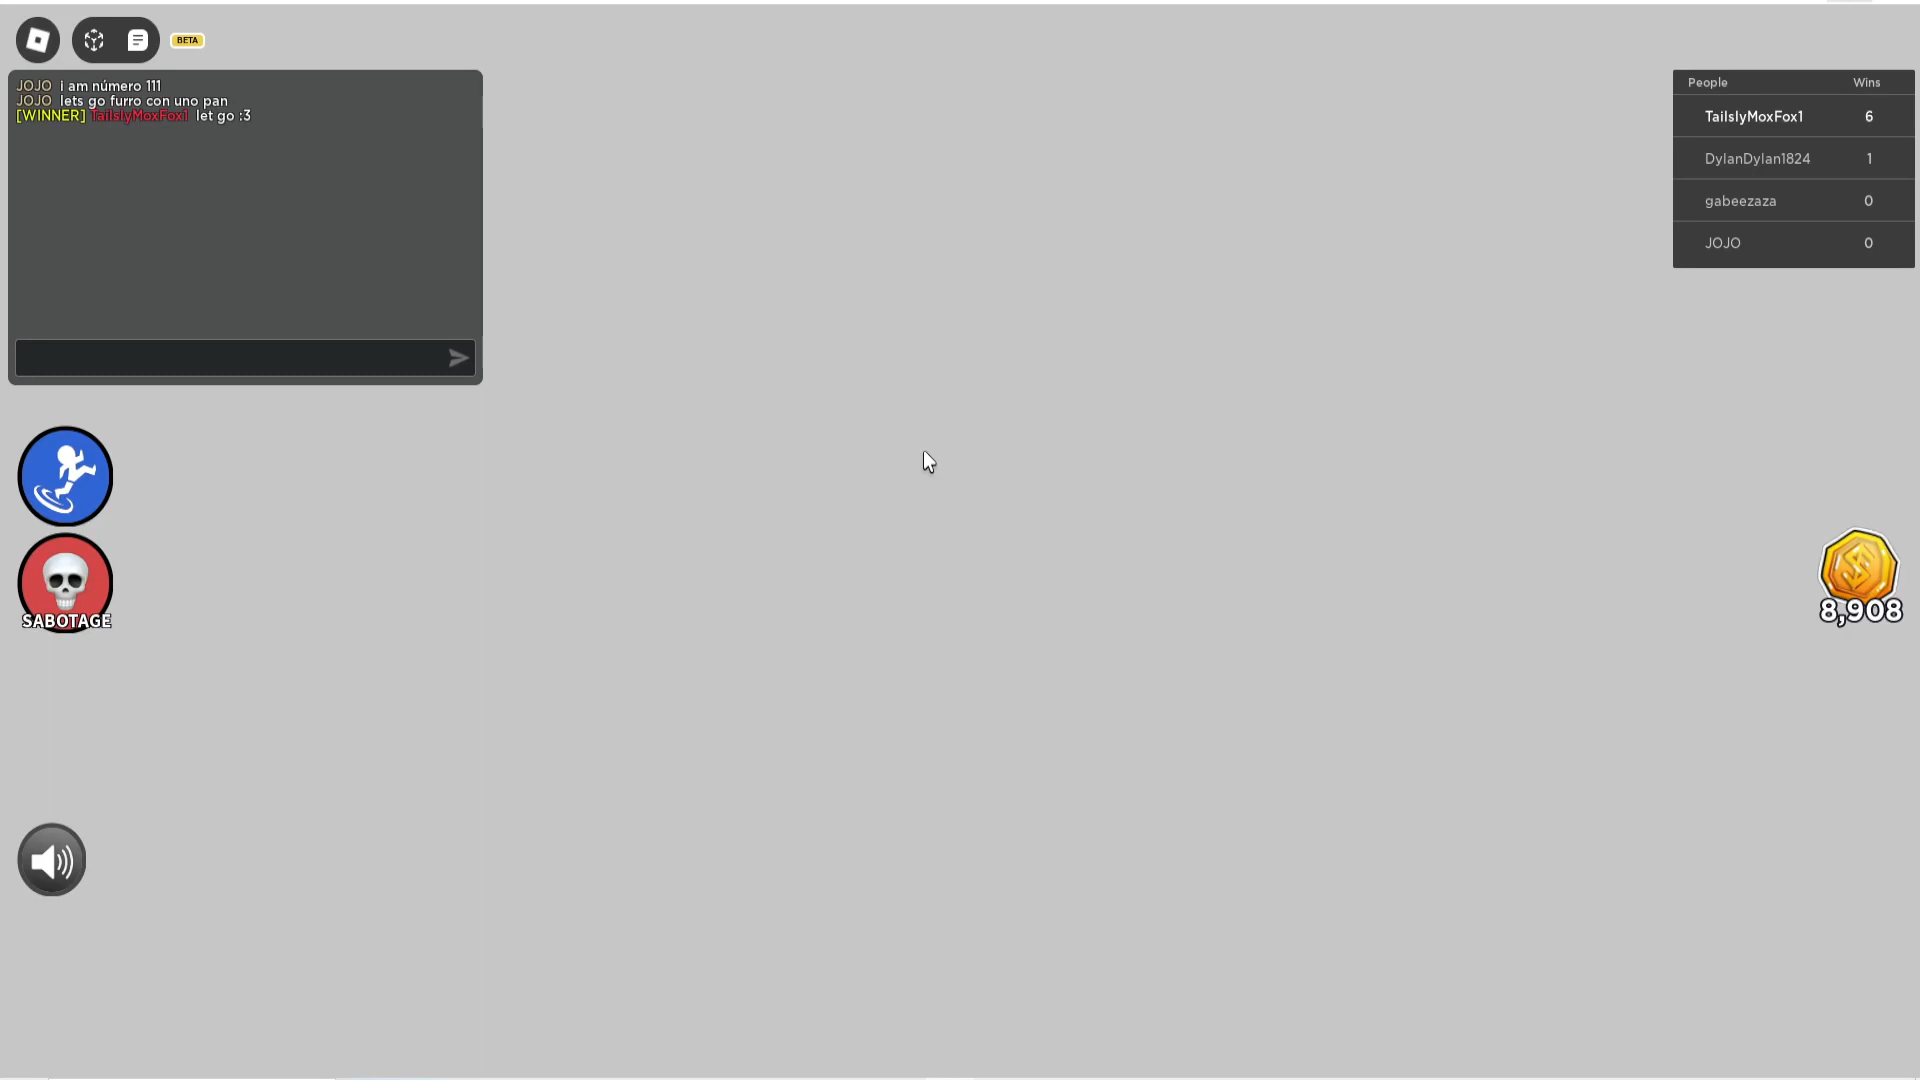 BETA
JOJO I am número 111
JOJO lets go furro con uno pan
[WINNER] TailslyMoxFox1 let go :3
People Wins
TailslyMoxFox1 6
DylanDylan1824 1
gabeezaza 0
JOJO 0
SABOTAGE
8,908